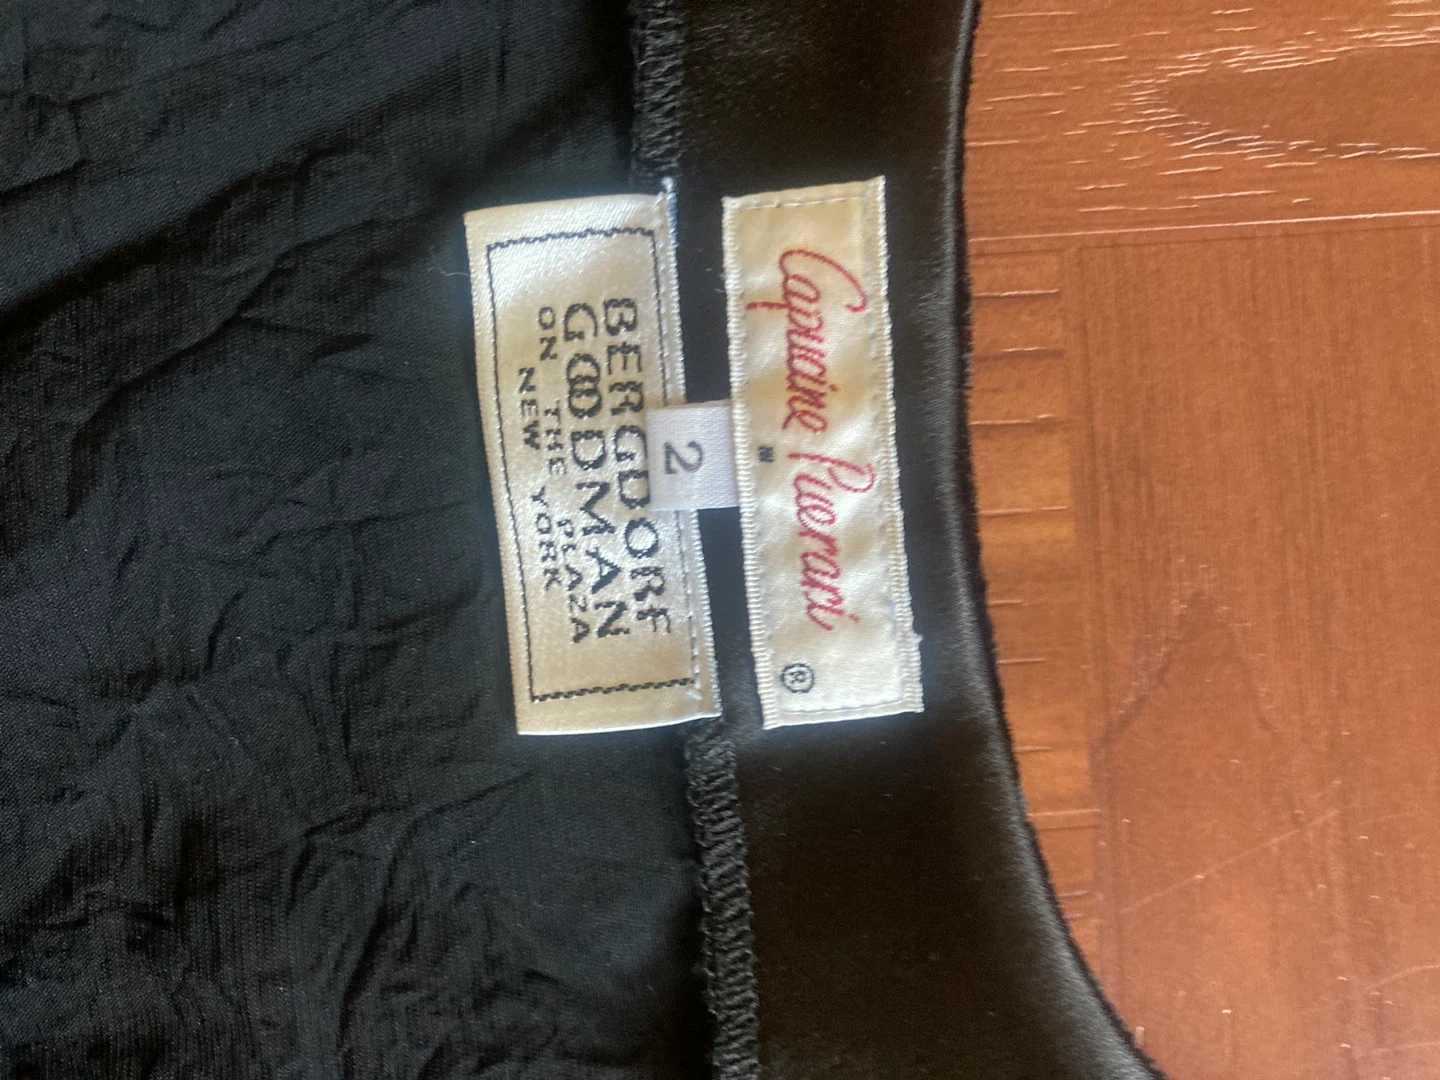 Capucine Puerari
®
2
BERGDORF
GOODMAN
ON THE PLAZA
NEW YORK